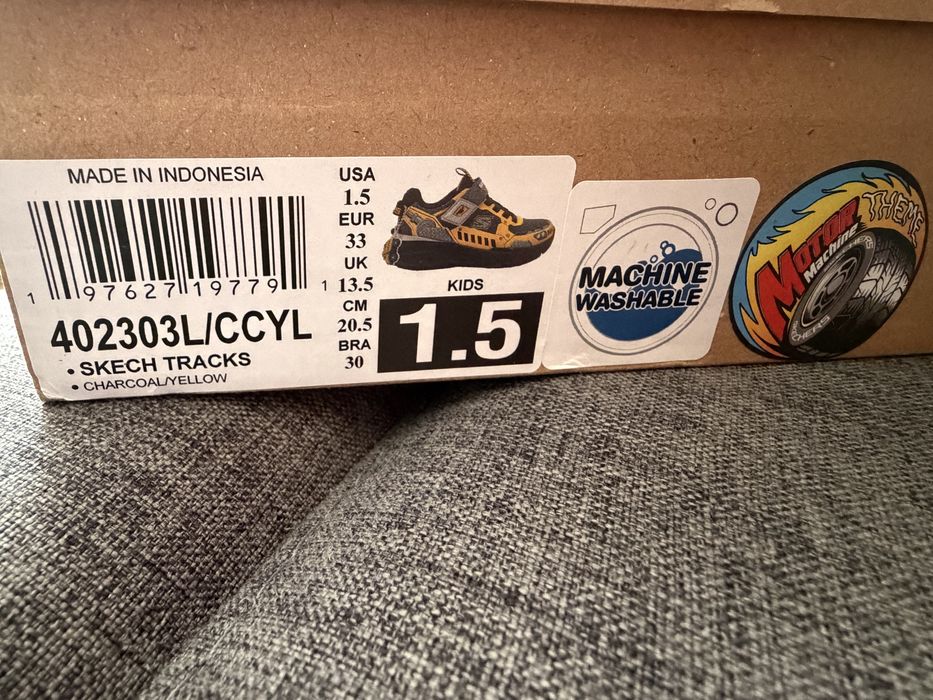 MADE IN INDONESIA
1 97627 19779 1
402303L/CCYL
• SKECH TRACKS
• CHARCOAL/YELLOW
USA
1.5
EUR
33
UK
13.5
CM
20.5
BRA
30
KIDS
1.5
MACHINE
WASHABLE
MOTOR
Machine
THEME